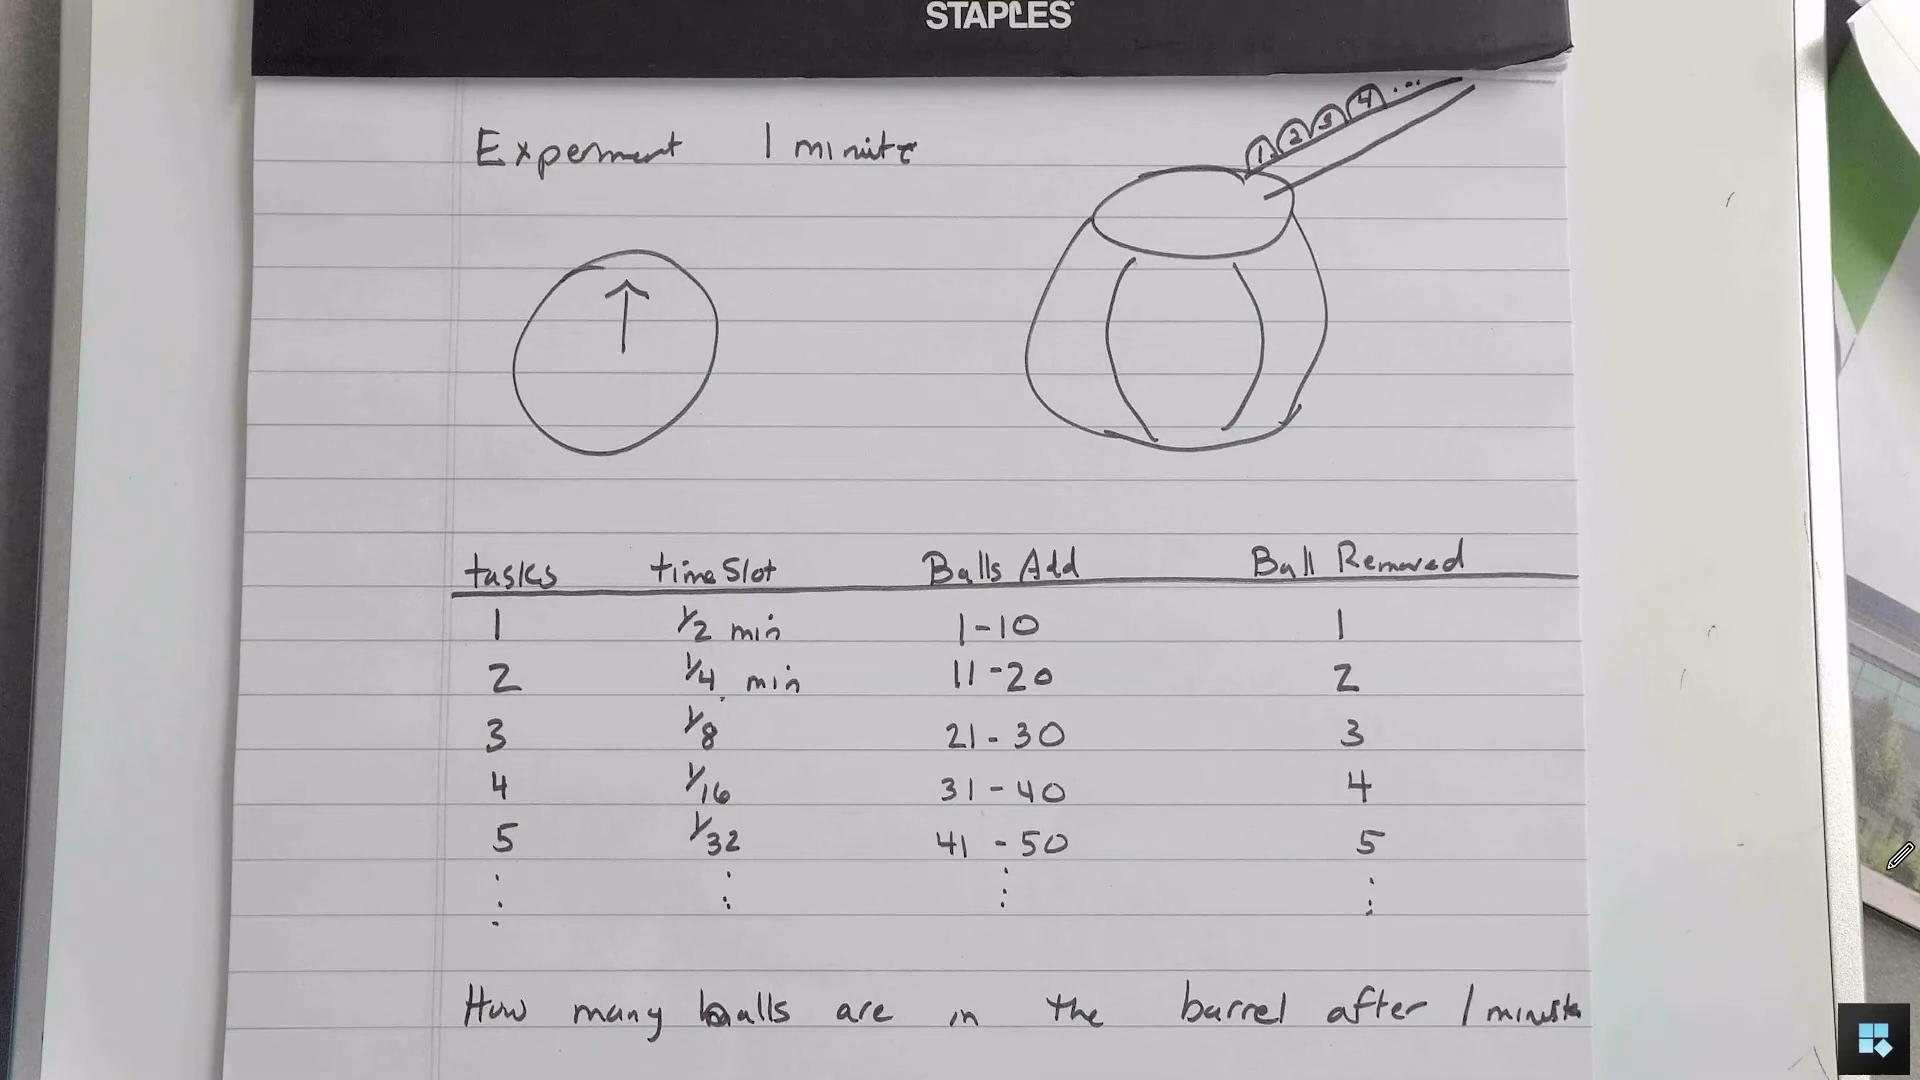 STAPLES
Experment 1 minute
1 2 3 4 ...
tasks time Slot Balls Add Ball Removed
1 1/2 min 1-10 1
2 1/4 min 11-20 2
3 1/8 21-30 3
4 1/16 31-40 4
5 1/32 41-50 5
How many balls are in the barrel after 1 minute